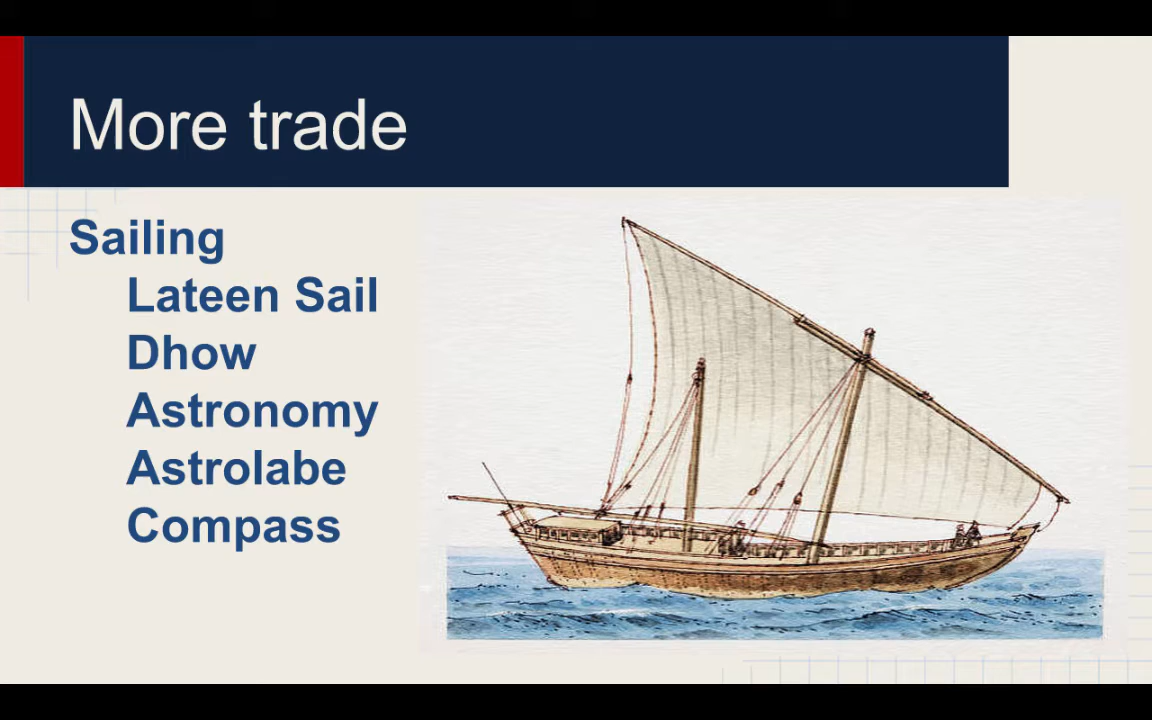 More trade
Sailing
Lateen Sail
Dhow
Astronomy
Astrolabe
Compass